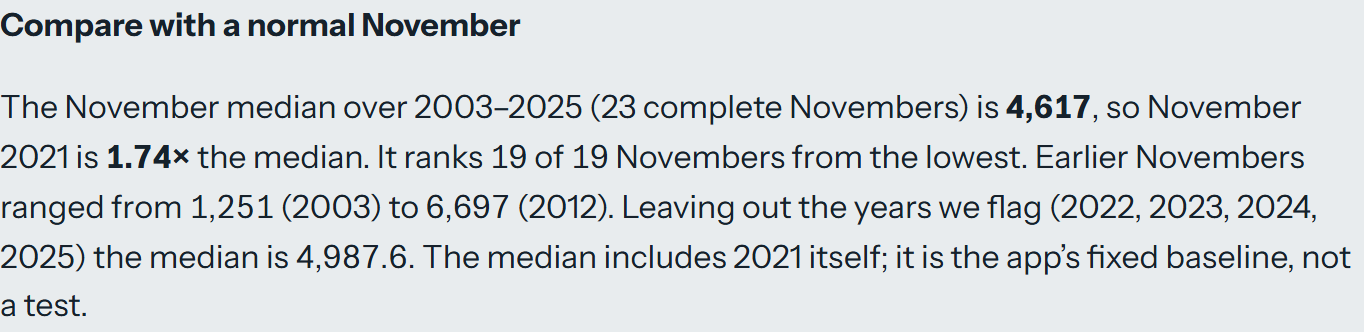 Compare with a normal November
The November median over 2003–2025 (23 complete Novembers) is 4,617, so November
2021 is 1.74× the median. It ranks 19 of 19 Novembers from the lowest. Earlier Novembers
ranged from 1,251 (2003) to 6,697 (2012). Leaving out the years we flag (2022, 2023, 2024,
2025) the median is 4,987.6. The median includes 2021 itself; it is the app’s fixed baseline, not
a test.